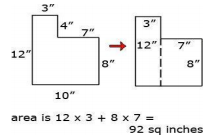 3" 3"
4" 7" 12" 7"
12" 8" 8"
10"
area is 12 x 3 + 8 x 7 =
92 sq inches